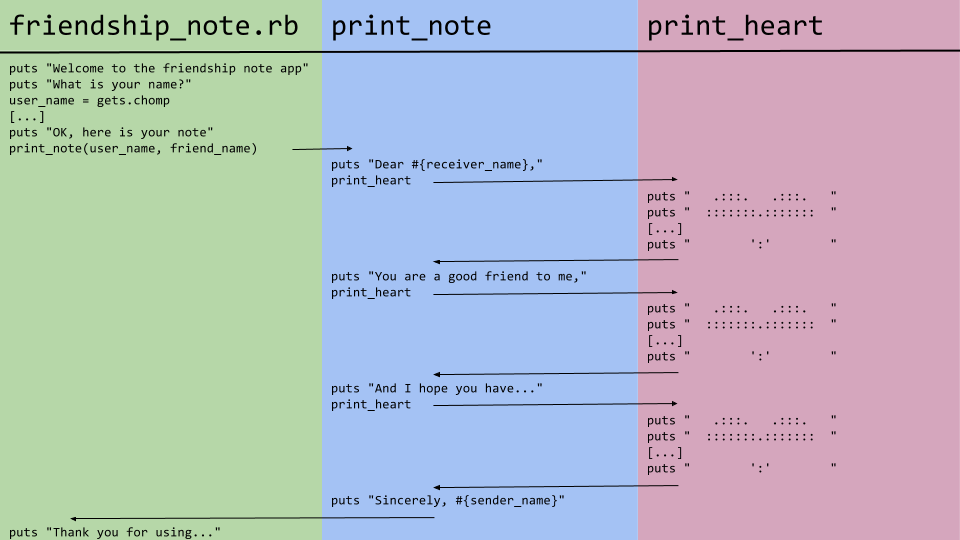 friendship_note.rb print_note print_heart
puts "Welcome to the friendship note app"
puts "What is your name?"
user_name = gets.chomp
[...]
puts "OK, here is your note"
print_note(user_name, friend_name)
puts "Dear #{receiver_name},"
print_heart
puts "   .:::.   .:::.   "
puts "  :::::::.:::::::  "
[...]
puts "        ':'        "
puts "You are a good friend to me,"
print_heart
puts "   .:::.   .:::.   "
puts "  :::::::.:::::::  "
[...]
puts "        ':'        "
puts "And I hope you have..."
print_heart
puts "   .:::.   .:::.   "
puts "  :::::::.:::::::  "
[...]
puts "        ':'        "
puts "Sincerely, #{sender_name}"
puts "Thank you for using..."